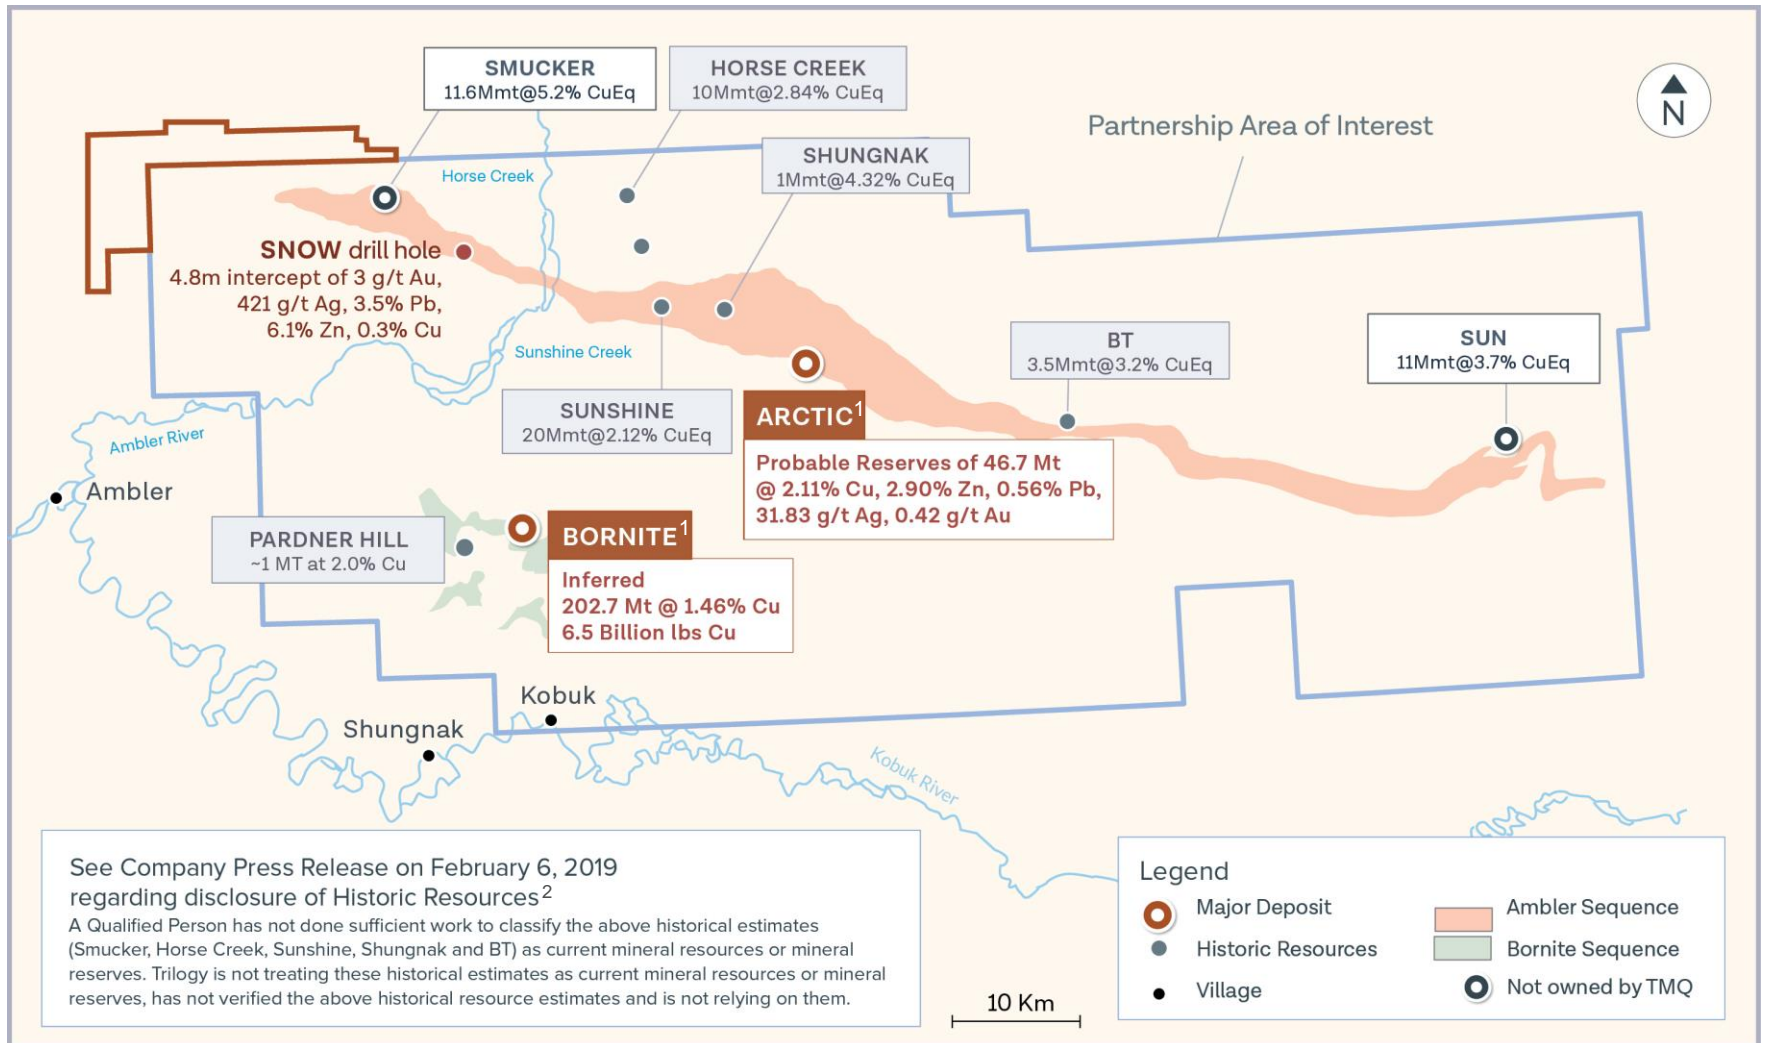 SMUCKER
11.6Mmt@5.2% CuEq
HORSE CREEK
10Mmt@2.84% CuEq
N
Partnership Area of Interest
SHUNGNAK
1Mmt@4.32% CuEq
Horse Creek
SNOW drill hole
4.8m intercept of 3 g/t Au,
421 g/t Ag, 3.5% Pb,
6.1% Zn, 0.3% Cu
Sunshine Creek
BT
3.5Mmt@3.2% CuEq
SUN
11Mmt@3.7% CuEq
SUNSHINE
20Mmt@2.12% CuEq
ARCTIC1
Probable Reserves of 46.7 Mt
@ 2.11% Cu, 2.90% Zn, 0.56% Pb,
31.83 g/t Ag, 0.42 g/t Au
Ambler River
Ambler
PARDNER HILL
~1 MT at 2.0% Cu
BORNITE1
Inferred
202.7 Mt @ 1.46% Cu
6.5 Billion lbs Cu
Kobuk
Shungnak
Kobuk River
See Company Press Release on February 6, 2019
regarding disclosure of Historic Resources2
A Qualified Person has not done sufficient work to classify the above historical estimates
(Smucker, Horse Creek, Sunshine, Shungnak and BT) as current mineral resources or mineral
reserves. Trilogy is not treating these historical estimates as current mineral resources or mineral
reserves, has not verified the above historical resource estimates and is not relying on them.
10 Km
Legend
Major Deposit
Historic Resources
Village
Ambler Sequence
Bornite Sequence
Not owned by TMQ